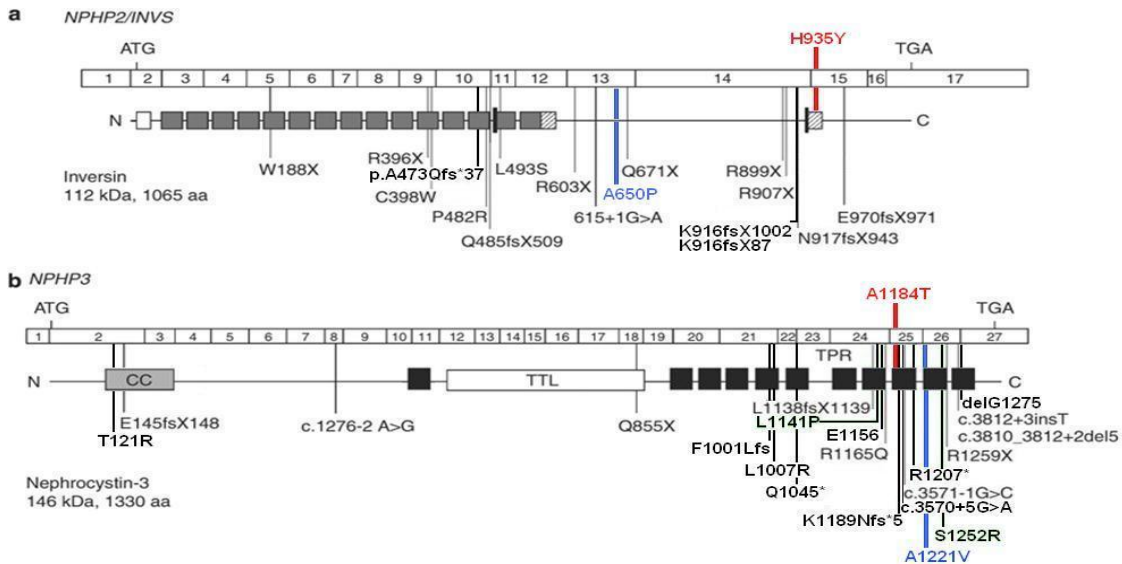 a NPHP2/INVS
H935Y
ATG TGA
1 2 3 4 5 6 7 8 9 10 11 12 13 14 15 16 17
N C
W188X
R396X
p.A473Qfs*37
C398W
P482R
Q485fsX509
L493S
R603X
615+1G>A
A650P
Q671X
R899X
R907X
K916fsX1002
K916fsX87
N917fsX943
E970fsX971
Inversin
112 kDa, 1065 aa
b NPHP3
A1184T
ATG TGA
1 2 3 4 5 6 7 8 9 10 11 12 13 14 15 16 17 18 19 20 21 22 23 24 25 26 27
TPR
N CC TTL C
E145fsX148
T121R
c.1276-2 A>G
Q855X
L1138fsX1139
L1141P
E1156
R1165Q
F1001Lfs
L1007R
Q1045*
K1189Nfs*5
delG1275
c.3812+3insT
c.3810_3812+2del5
R1259X
R1207*
c.3571-1G>C
c.3570+5G>A
S1252R
A1221V
Nephrocystin-3
146 kDa, 1330 aa